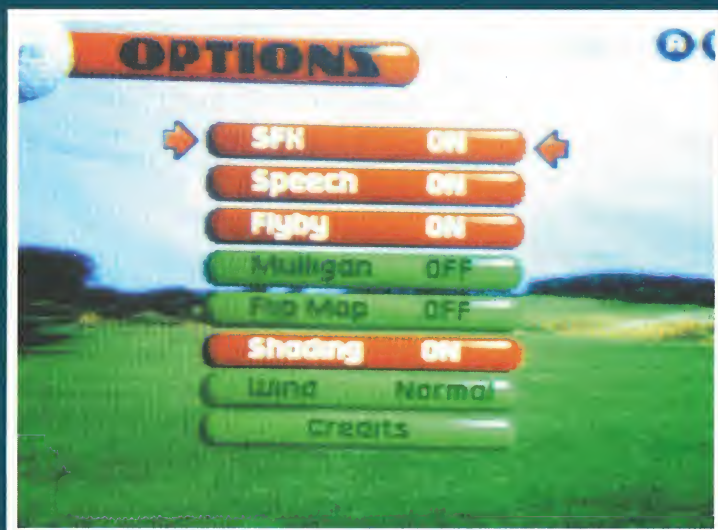 OPTIONS
SFX ON
Speech ON
Flyby ON
Mulligan OFF
Flip Map OFF
Shading ON
Wind Normal
Credits